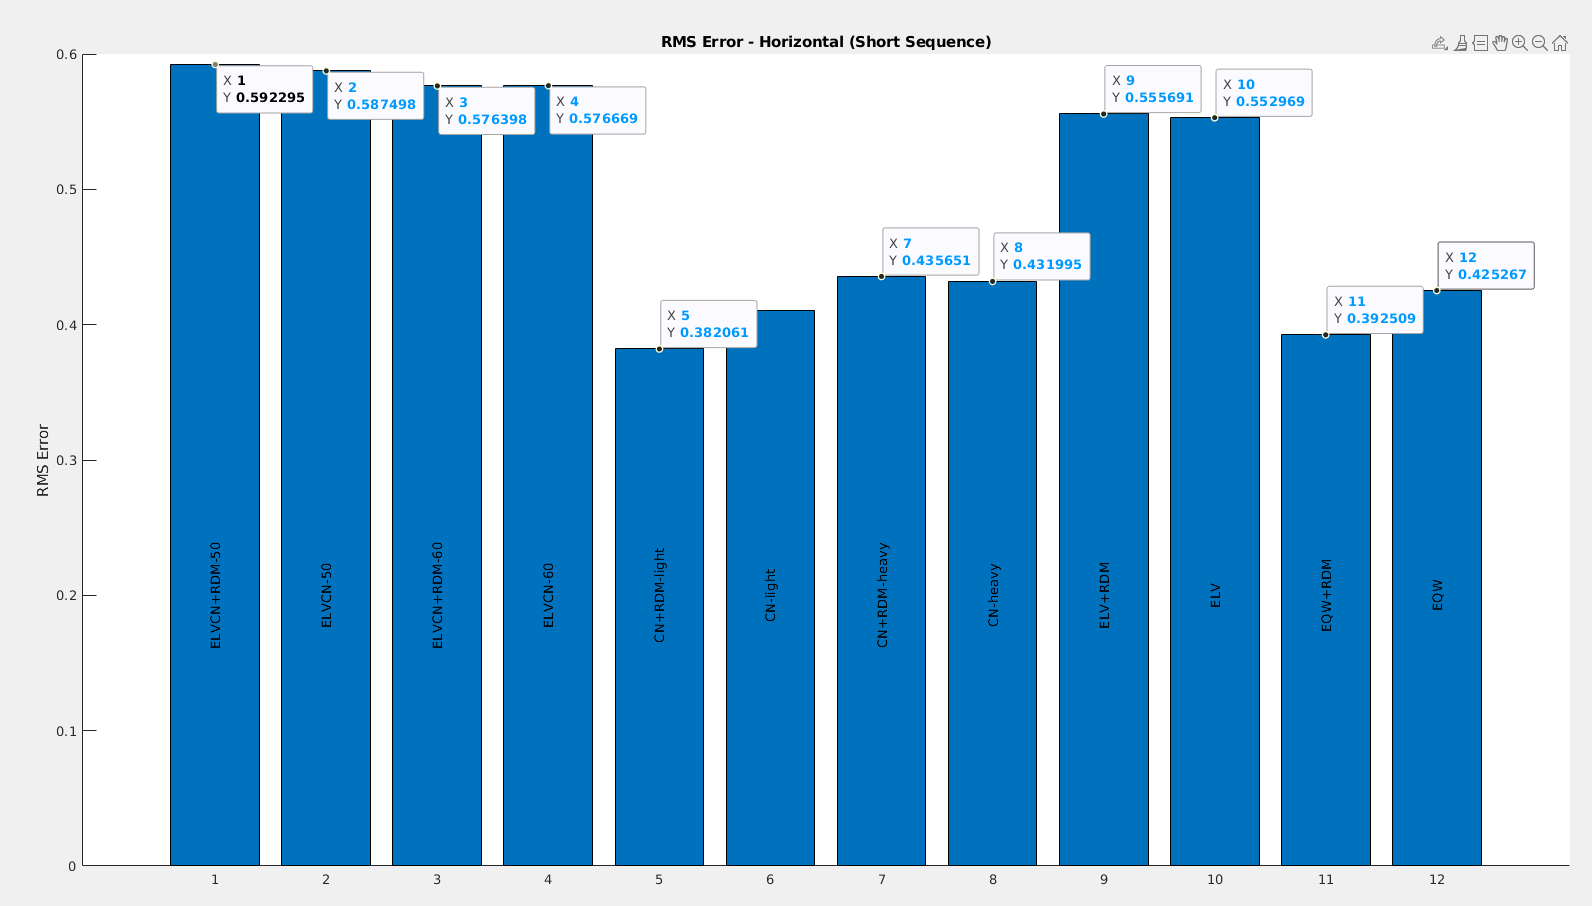 RMS Error - Horizontal (Short Sequence)
RMS Error
0.6
0.5
0.4
0.3
0.2
0.1
0
X 1
Y 0.592295
X 2
Y 0.587498
X 3
Y 0.576398
X 4
Y 0.576669
X 5
Y 0.382061
X 7
Y 0.435651
X 8
Y 0.431995
X 9
Y 0.555691
X 10
Y 0.552969
X 11
Y 0.392509
X 12
Y 0.425267
ELVCN+RDM-50
ELVCN-50
ELVCN+RDM-60
ELVCN-60
CN+RDM-light
CN-light
CN+RDM-heavy
CN-heavy
ELV+RDM
ELV
EQW+RDM
EQW
1 2 3 4 5 6 7 8 9 10 11 12